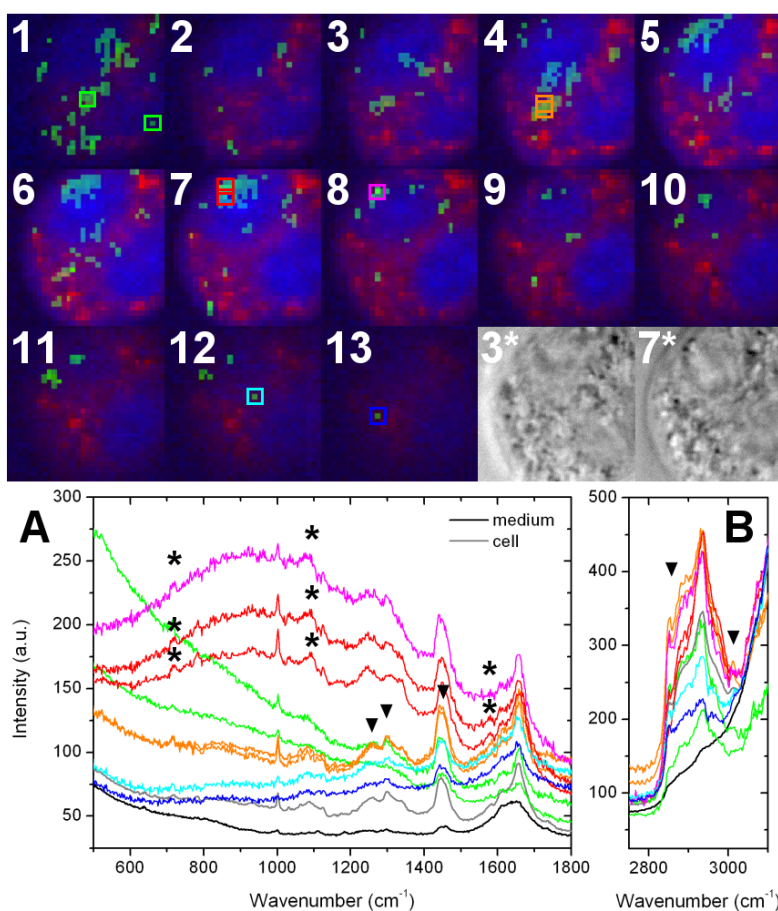 1 2 3 4 5
6 7 8 9 10
11 12 13 3* 7*
A B
300 250 200 150 100 50
Intensity (a.u.)
medium
cell
* * * * * * * *
600 800 1000 1200 1400 1600 1800
Wavenumber (cm⁻¹)
500
400
300
200
100
2800 3000
Wavenumber (cm⁻¹)